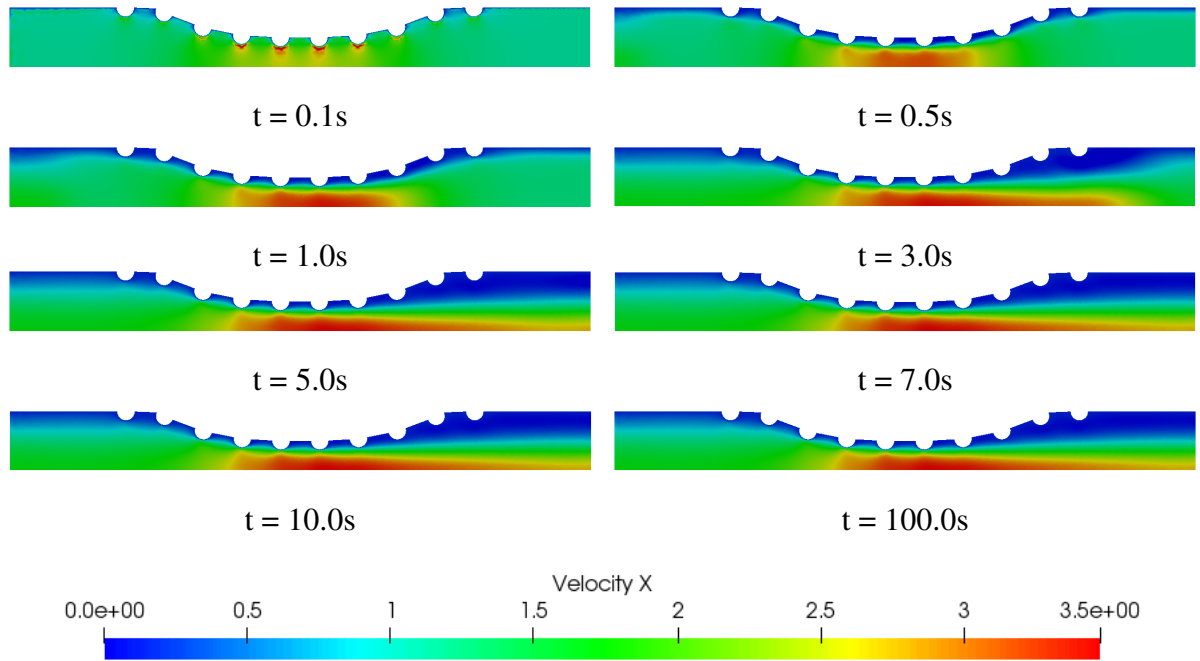 t = 0.1s
t = 0.5s
t = 1.0s
t = 3.0s
t = 5.0s
t = 7.0s
t = 10.0s
t = 100.0s
Velocity X
0.0e+00 0.5 1 1.5 2 2.5 3 3.5e+00